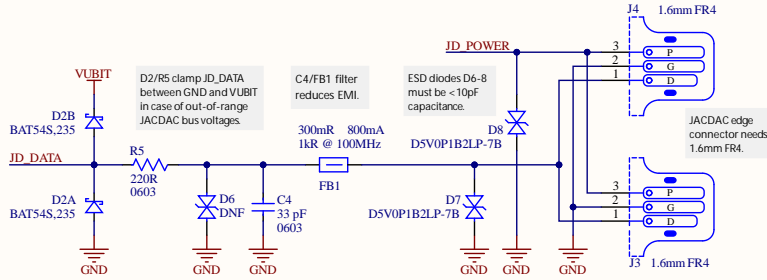 J4
1.6mm FR4
JD_POWER
3
P
2
G
1
D
D2/R5 clamp JD_DATA
between GND and VUBIT
in case of out-of-range
JACDAC bus voltages.
C4/FB1 filter
reduces EMI.
ESD diodes D6-8
must be <10pF
capacitance.
VUBIT
D2B
BAT54S,235
JACDAC edge
connector needs
1.6mm FR4.
300mR 800mA
1kR @ 100MHz
D8
D5V0P1B2LP-7B
JD_DATA
R5
220R
0603
FB1
D2A
BAT54S,235
D6
DNF
C4
33 pF
0603
D7
D5V0P1B2LP-7B
3
P
2
G
1
D
GND
GND
GND
GND
GND
GND
J3
1.6mm FR4